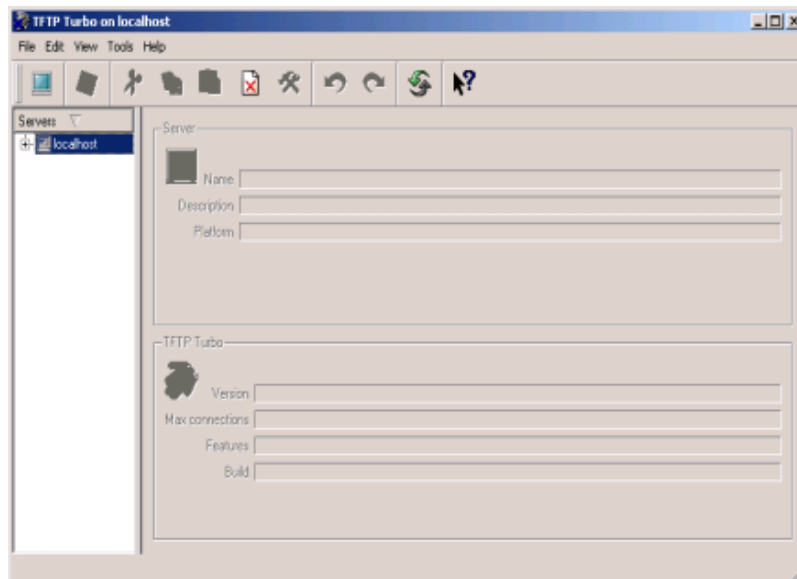 TFTP Turbo on localhost
File Edit View Tools Help
Servers
localhost
Server
Name
Description
Platform
TFTP Turbo
Version
Max connections
Features
Build